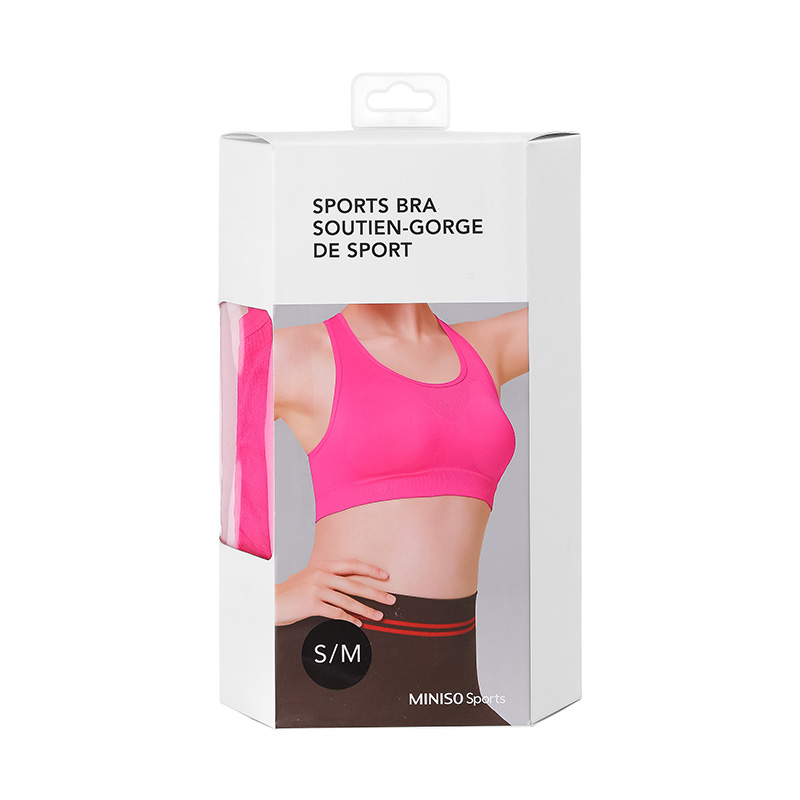 SPORTS BRA
SOUTIEN-GORGE
DE SPORT
S/M
MINISO Sports